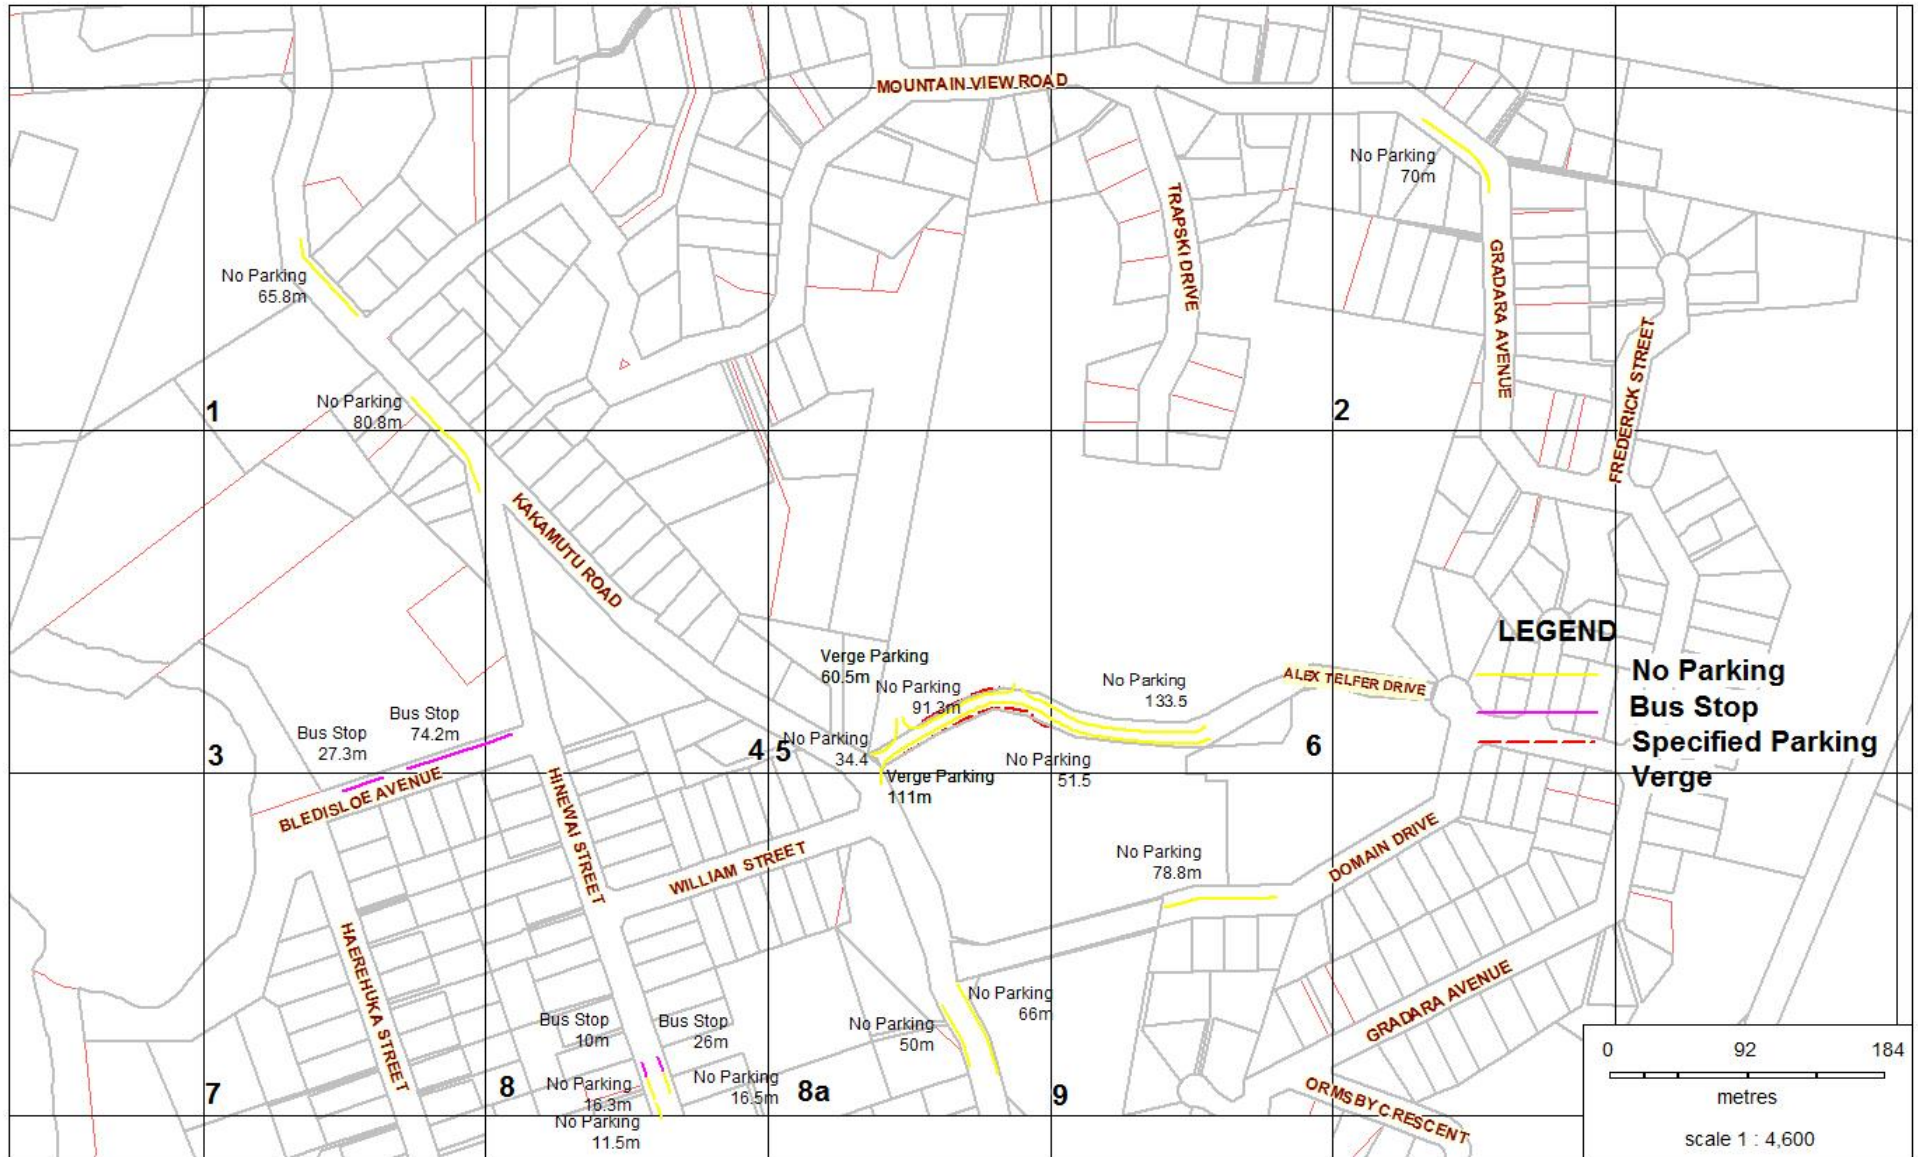 MOUNTAIN VIEW ROAD
No Parking
70m
TRAPSKI DRIVE
GRADARA AVENUE
No Parking
65.8m
FREDERICK STREET
No Parking
80.8m
1
2
KAKAMUTU ROAD
LEGEND
No Parking
Bus Stop
Specified Parking
Verge
Verge Parking
60.5m
No Parking
91.3m
No Parking
133.5
ALEX TELFER DRIVE
Bus Stop
74.2m
Bus Stop
27.3m
No Parking
34.4
No Parking
51.5
3
4
5
6
Verge Parking
111m
BLEDISLOE AVENUE
HINEWAI STREET
WILLIAM STREET
No Parking
78.8m
DOMAIN DRIVE
HAEREHUKA STREET
GRADARA AVENUE
No Parking
66m
No Parking
50m
Bus Stop
10m
Bus Stop
26m
No Parking
16.3m
No Parking
16.5m
No Parking
11.5m
7
8
8a
9
ORMSBY CRESCENT
0 92 184
metres
scale 1 : 4,600